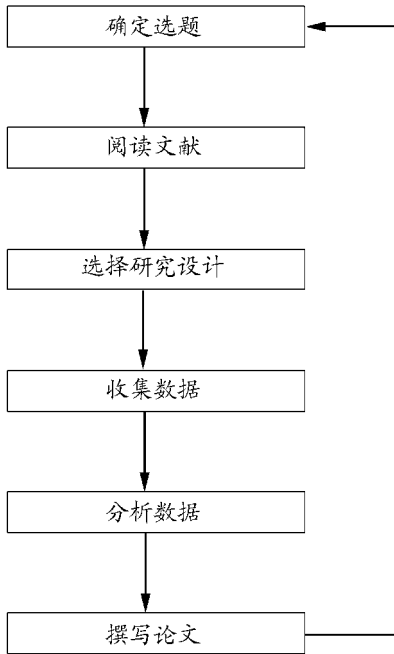 确定选题
阅读文献
选择研究设计
收集数据
分析数据
撰写论文